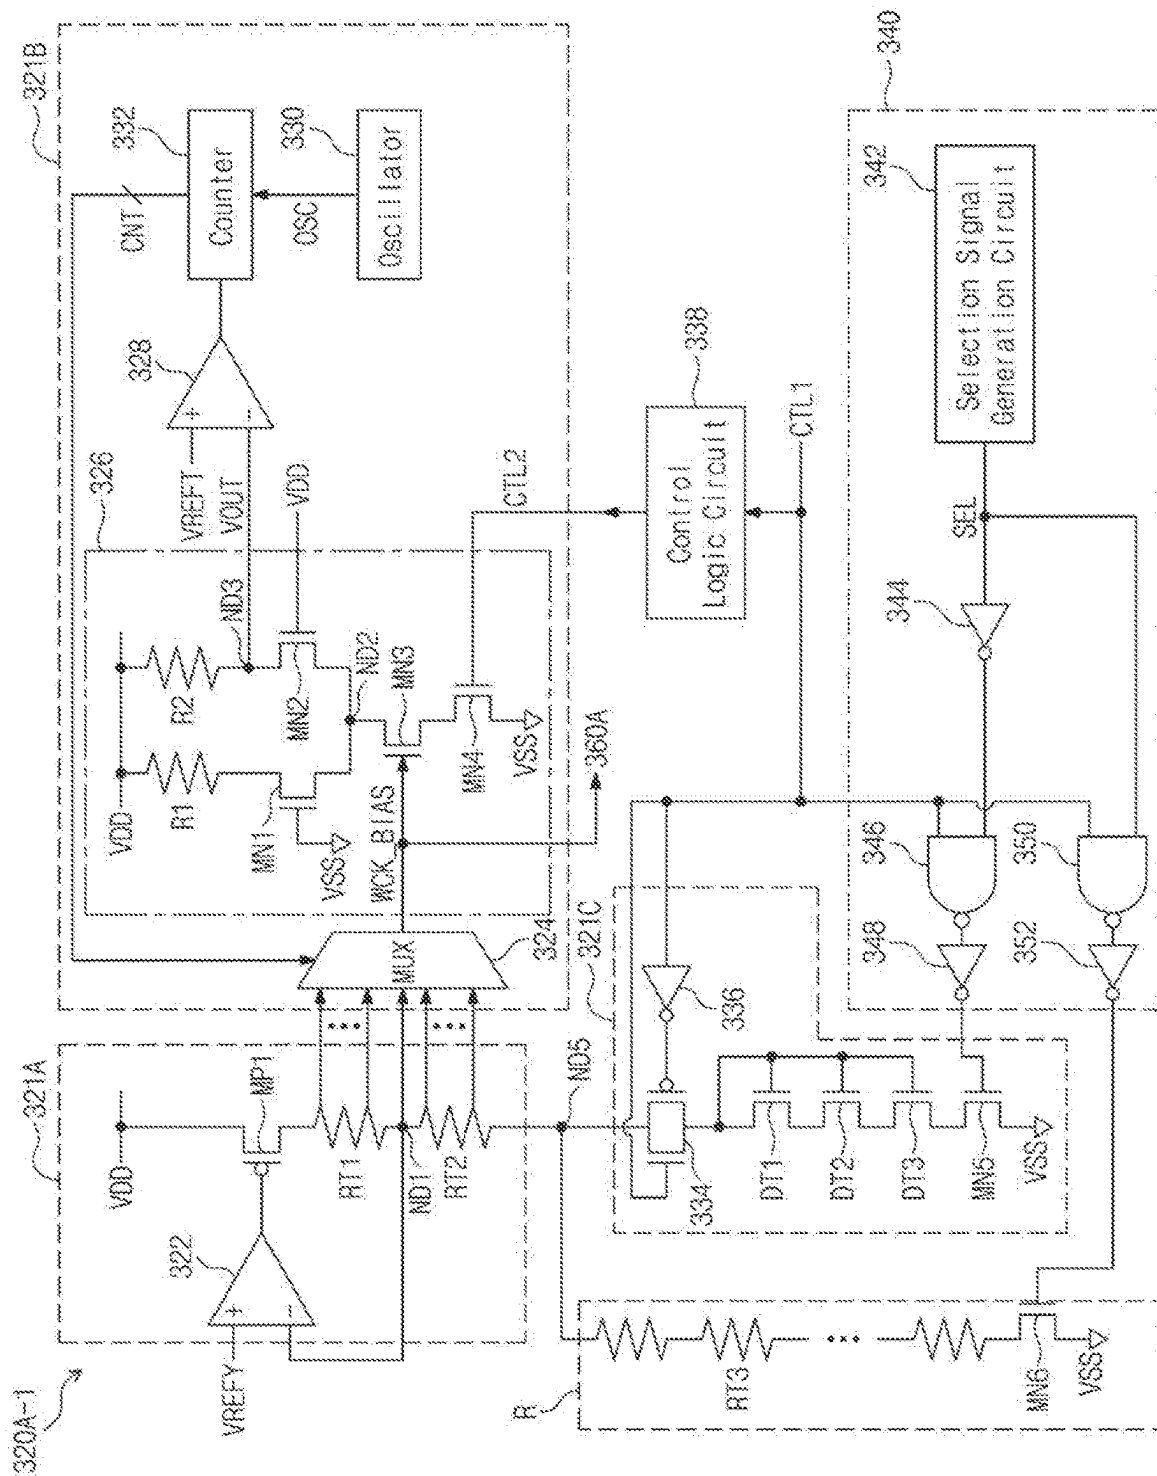 320A-1
321A
VDD
322
+
-
VREFY
MP1
RT1
ND1
RT2
321B
CNT
332
Counter
OSC
330
Oscillator
328
+
-
VREFT
VOUT
326
VDD
R1
R2
ND3
MN1
MN2
VDD
VSS
ND2
MN3
WCK_BIAS
MN4
VSS
CTL2
MUX
324
360A
ND5
321C
336
334
DT1
DT2
DT3
MN5
VSS
338
Control
Logic Circuit
CTL1
340
342
Selection Signal
Generation Circuit
SEL
344
346
348
350
352
R
RT3
MN6
VSS